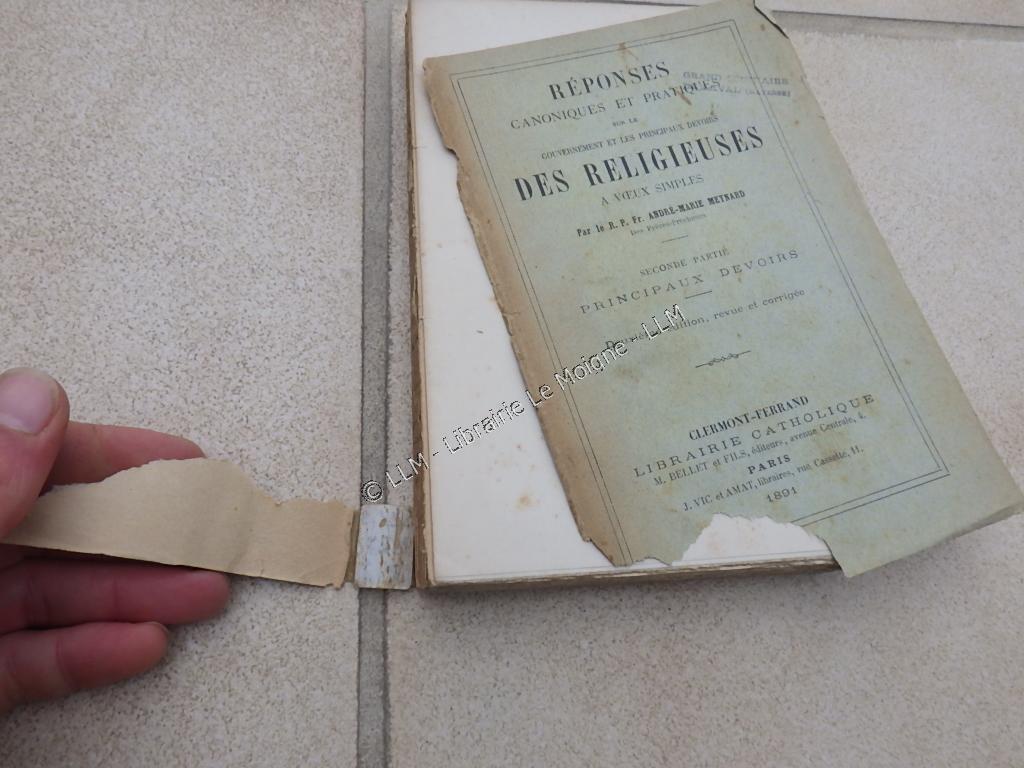 RÉPONSES
CANONIQUES ET PRATIQUES
SUR LE
GOUVERNEMENT ET LES PRINCIPAUX DEVOIRS
DES RELIGIEUSES
A VŒUX SIMPLES
Par le R. P. Fr. ANDRÉ-MARIE MEYNARD
Des Frères-Prêcheurs
SECONDE PARTIE
PRINCIPAUX DEVOIRS
édition, revue et corrigée
CLERMONT-FERRAND
LIBRAIRIE CATHOLIQUE
M. BELLET et FILS, éditeurs, avenue Centrale, 4.
PARIS
J. VIC et AMAT, libraires, rue Cassette, 11.
1891
GRAND
© LLM - Librairie Le Moigne - LLM